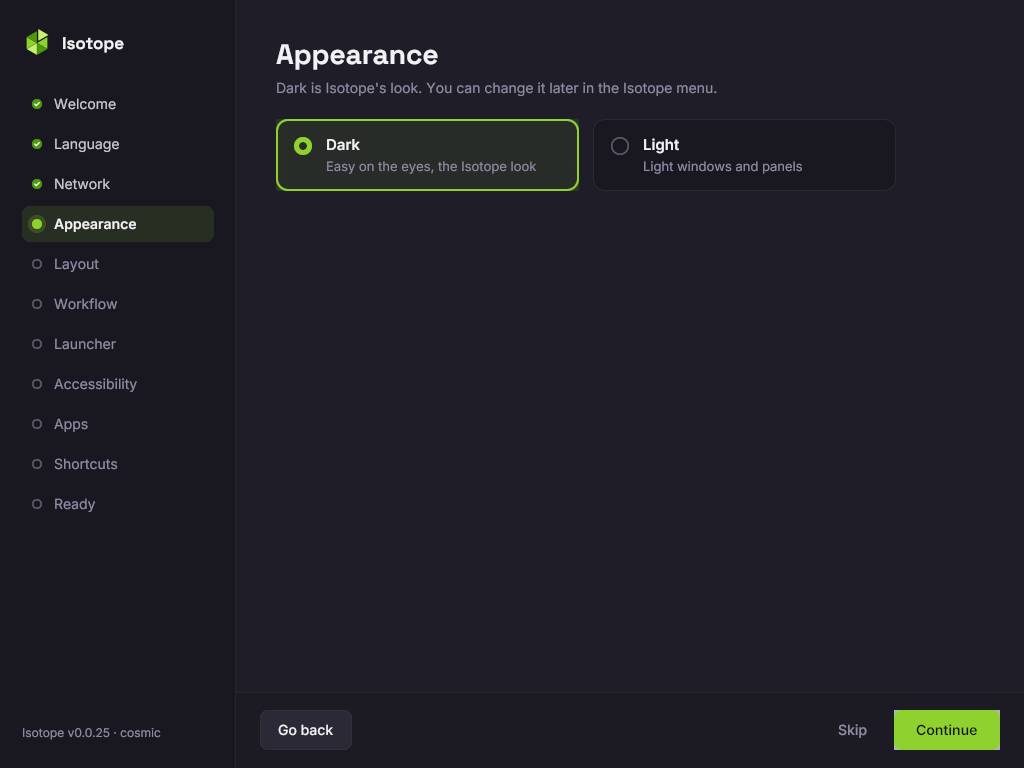 Isotope
Welcome
Language
Network
Appearance
Layout
Workflow
Launcher
Accessibility
Apps
Shortcuts
Ready
Isotope v0.0.25 · cosmic
Appearance
Dark is Isotope's look. You can change it later in the Isotope menu.
Dark
Easy on the eyes, the Isotope look
Light
Light windows and panels
Go back
Skip
Continue